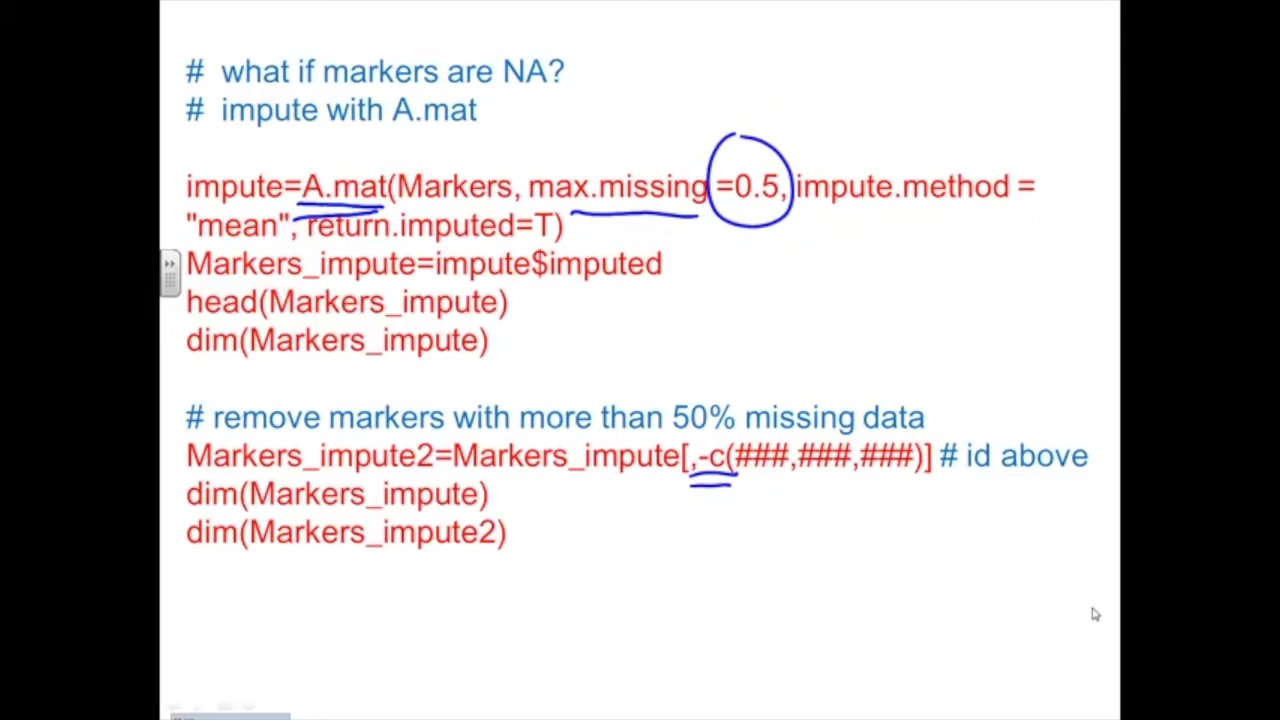 # what if markers are NA?
# impute with A.mat
impute=A.mat(Markers, max.missing =0.5, impute.method =
"mean", return.imputed=T)
Markers_impute=impute$imputed
head(Markers_impute)
dim(Markers_impute)
# remove markers with more than 50% missing data
Markers_impute2=Markers_impute[,-c(###,###,###)] # id above
dim(Markers_impute)
dim(Markers_impute2)